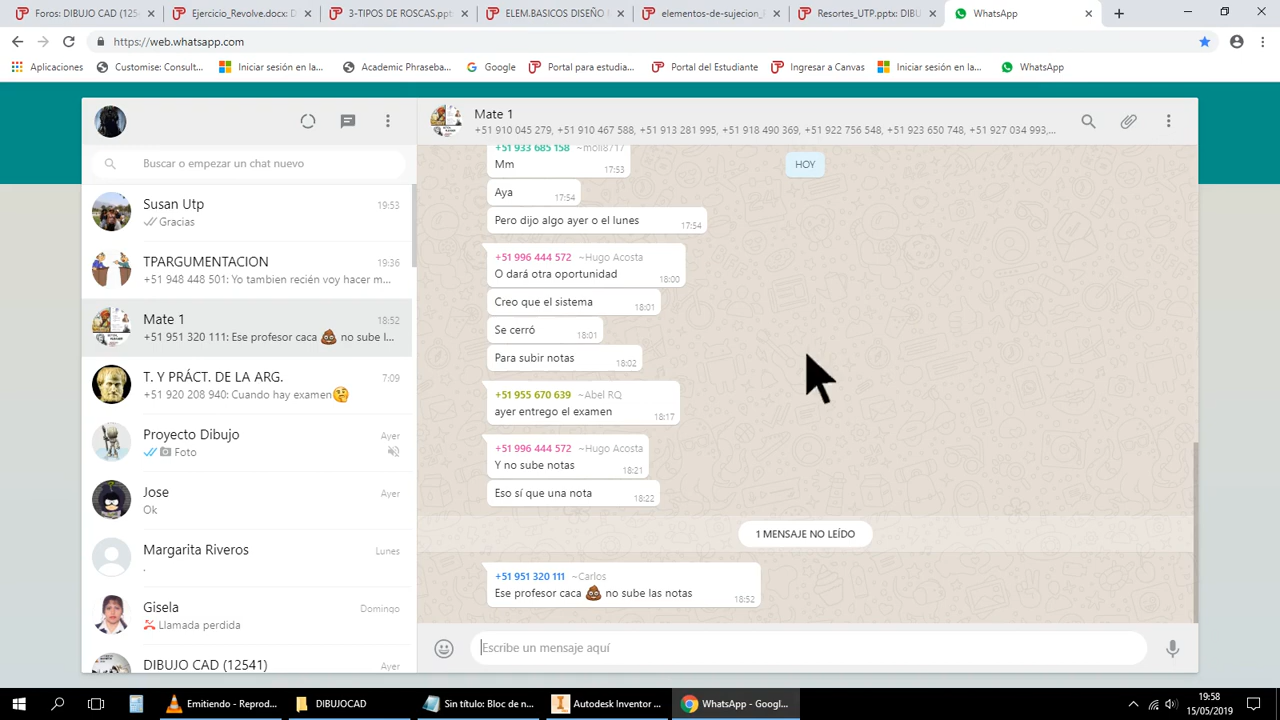 Foros: DIBUJO CAD (125
Ejercicio_Revolve.docx: D
3-TIPOS DE ROSCAS.ppt
ELEM.BASICOS DISEÑO
elementos-de-sujecion_
Resortes_UTP.pptx: DIBU
WhatsApp
https://web.whatsapp.com
Aplicaciones
Customise: Consult...
Iniciar sesión en la...
Academic Phraseba...
Google
Portal para estudia...
Portal del Estudiante
Ingresar a Canvas
Iniciar sesión en la...
WhatsApp
Buscar o empezar un chat nuevo
Susan Utp
19:53
Gracias
TPARGUMENTACION
19:36
+51 948 448 501: Yo tambien recién voy hacer m...
Mate 1
18:52
+51 951 320 111: Ese profesor caca 💩 no sube l...
T. Y PRÁCT. DE LA ARG.
7:09
+51 920 208 940: Cuando hay examen🤔
Proyecto Dibujo
Ayer
Foto
Jose
Ayer
Ok
Margarita Riveros
Lunes
.
Gisela
Domingo
Llamada perdida
DIBUJO CAD (12541)
Ayer
Mate 1
+51 910 045 279, +51 910 467 588, +51 913 281 995, +51 918 490 369, +51 922 756 548, +51 923 650 748, +51 927 034 993,...
HOY
+51 933 685 158 ~moli8717
Mm
17:53
Aya
17:54
Pero dijo algo ayer o el lunes
17:54
+51 996 444 572 ~Hugo Acosta
O dará otra oportunidad
18:00
Creo que el sistema
18:01
Se cerró
18:01
Para subir notas
18:02
+51 955 670 639 ~Abel RQ
ayer entrego el examen
18:17
+51 996 444 572 ~Hugo Acosta
Y no sube notas
18:21
Eso sí que una nota
18:22
1 MENSAJE NO LEÍDO
+51 951 320 111 ~Carlos
Ese profesor caca 💩 no sube las notas
18:52
Escribe un mensaje aquí
Emitiendo - Reprod...
DIBUJOCAD
Sin título: Bloc de n...
Autodesk Inventor ...
WhatsApp - Googl...
19:58
15/05/2019